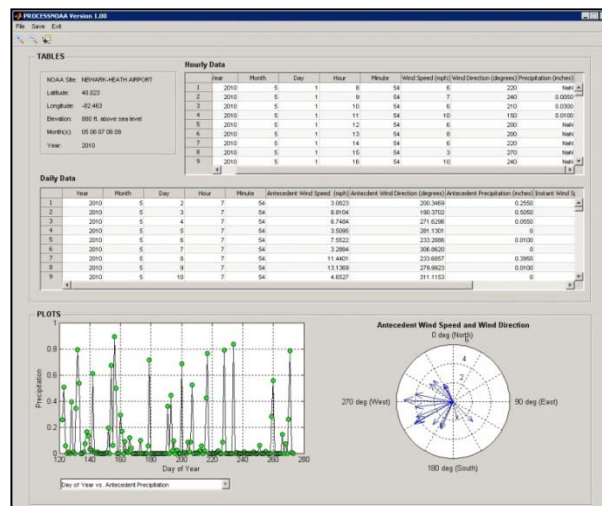 PROCESSNOAA Version 1.00
File Save Exit
TABLES
NOAA Site: NEWARK-HEATH AIRPORT
Latitude: 40.023
Longitude: -82.463
Elevation: 880 ft. above sea level
Month(s): 05 06 07 08 09
Year: 2010
Hourly Data
Year Month Day Hour Minute Wind Speed (mph) Wind Direction (degrees) Precipitation (inches)
1 2010 5 1 8 54 6 220 NaN
2 2010 5 1 9 54 7 240 0.0050
3 2010 5 1 10 54 6 210 0.0300
4 2010 5 1 11 54 10 150 0.0100
5 2010 5 1 12 54 6 200 NaN
6 2010 5 1 13 54 8 200 NaN
7 2010 5 1 14 54 6 220 NaN
8 2010 5 1 15 54 3 270 NaN
9 2010 5 1 16 54 10 240 NaN
Daily Data
Year Month Day Hour Minute Antecedent Wind Speed (mph) Antecedent Wind Direction (degrees) Antecedent Precipitation (inches) Instant Wind Sp
1 2010 5 2 7 54 3.0823 200.3469 0.2550
2 2010 5 3 7 54 8.8104 190.3702 0.5050
3 2010 5 4 7 54 6.7484 271.6296 0.0550
4 2010 5 5 7 54 3.5095 281.1301 0
5 2010 5 6 7 54 7.5522 233.2888 0.0100
6 2010 5 7 7 54 3.2884 306.8628 0
7 2010 5 8 7 54 11.4401 233.6857 0.3950
8 2010 5 9 7 54 13.1369 279.9823 0.0100
9 2010 5 10 7 54 4.6527 311.1153 0
PLOTS
Precipitation
1
0.8
0.6
0.4
0.2
0
120 140 160 180 200 220 240 260 280
Day of Year
Day of Year vs. Antecedent Precipitation
Antecedent Wind Speed and Wind Direction
0 deg (North)
6
4
2
270 deg (West)
90 deg (East)
180 deg (South)